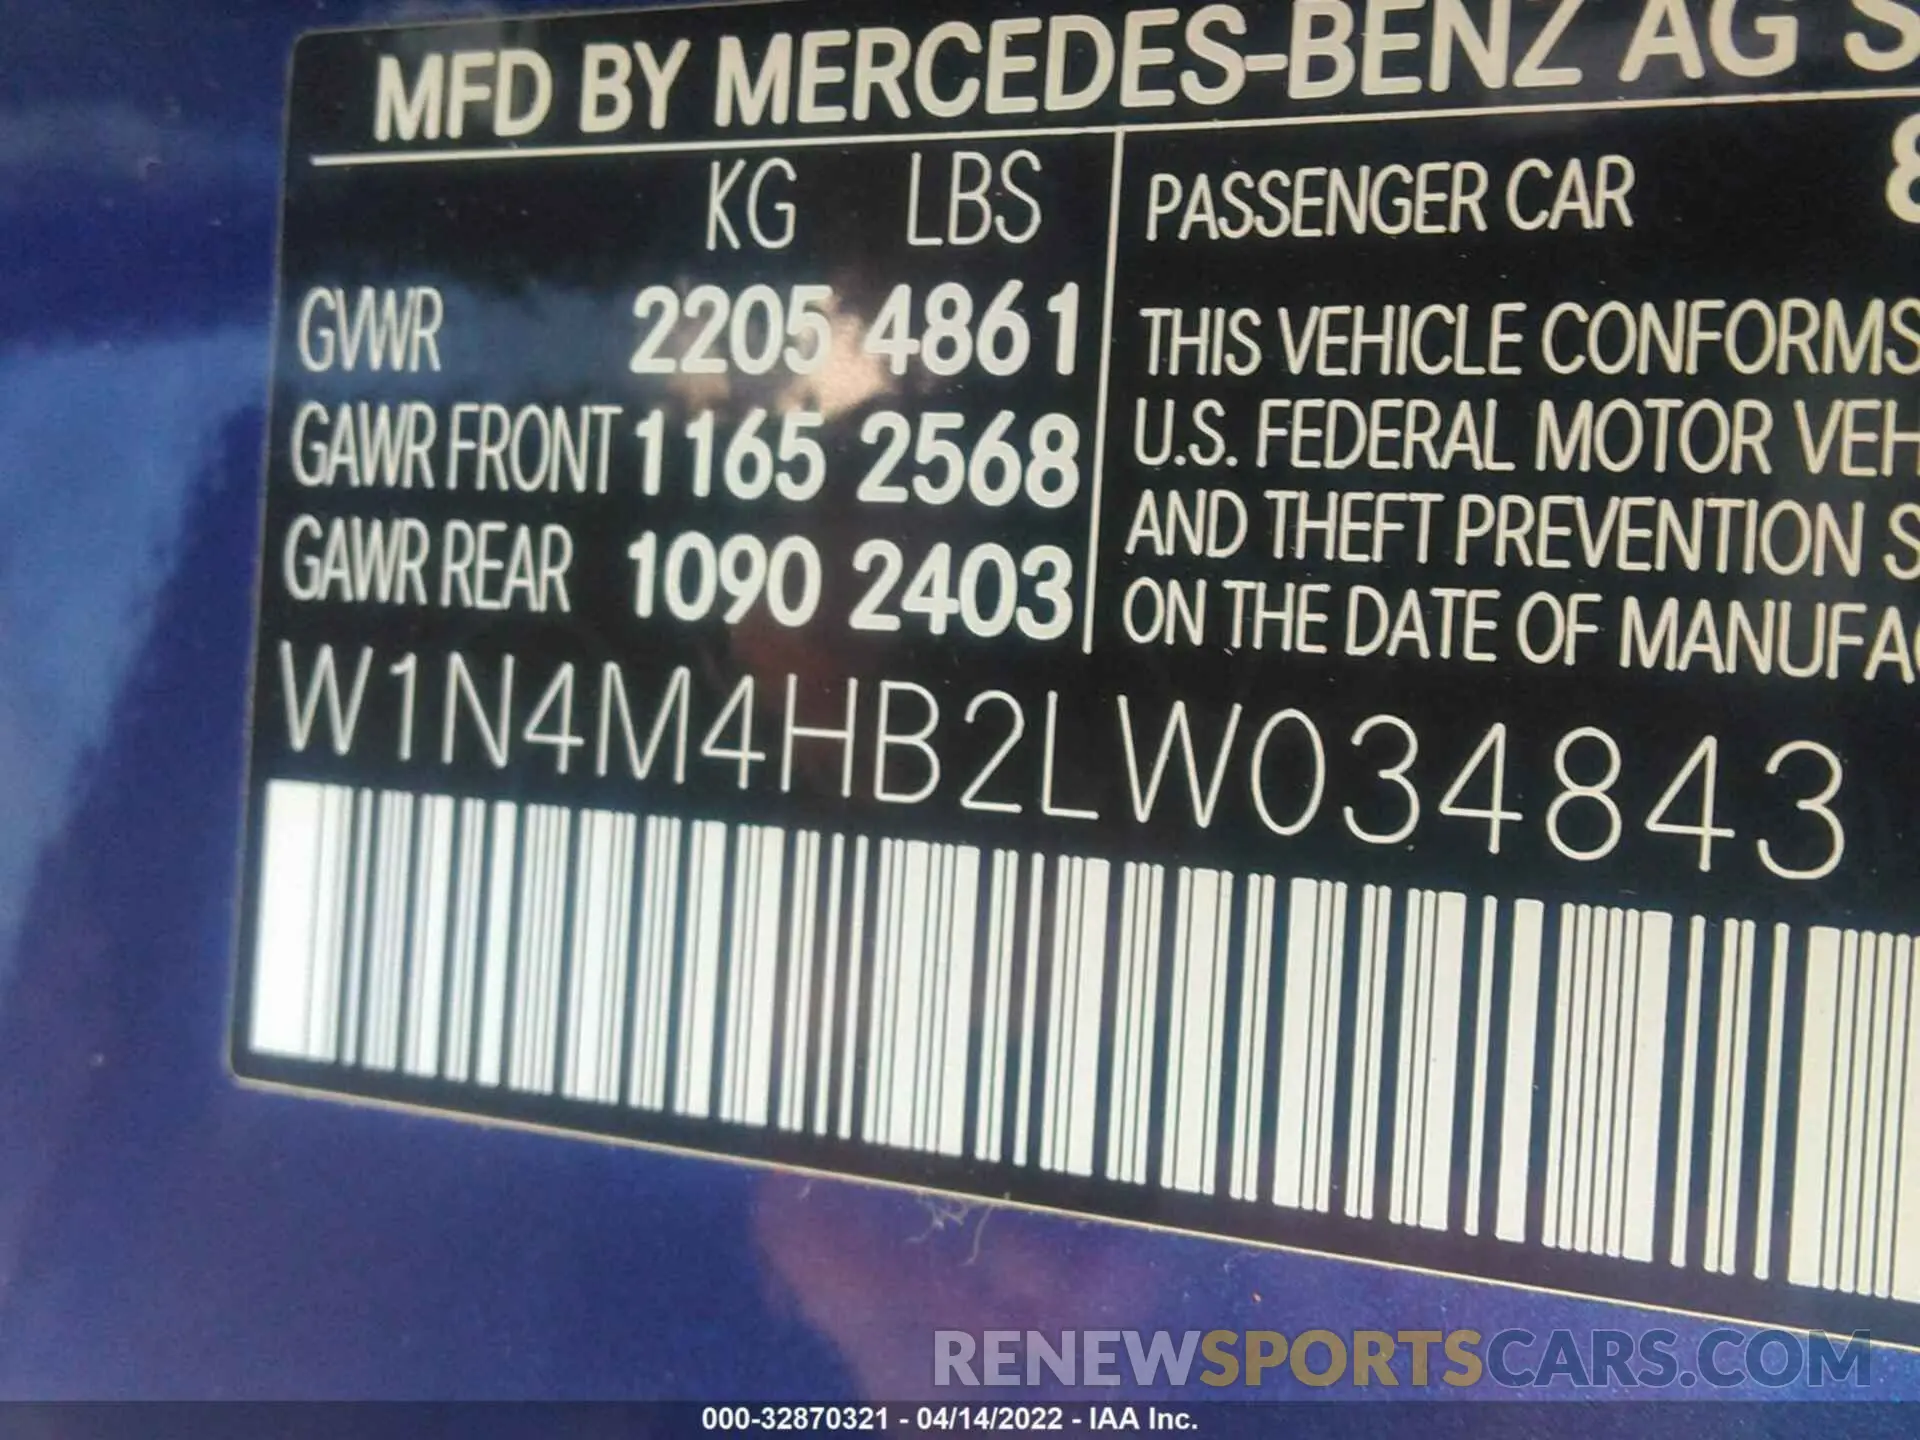 MFD BY MERCEDES-BENZ AG S
KG LBS
GVWR 2205 4861
GAWR FRONT 1165 2568
GAWR REAR 1090 2403
PASSENGER CAR 8
THIS VEHICLE CONFORMS
U.S. FEDERAL MOTOR VEH
AND THEFT PREVENTION S
ON THE DATE OF MANUFAC
W1N4M4HB2LW034843
RENEWSPORTSCARS.COM
000-32870321 - 04/14/2022 - IAA Inc.